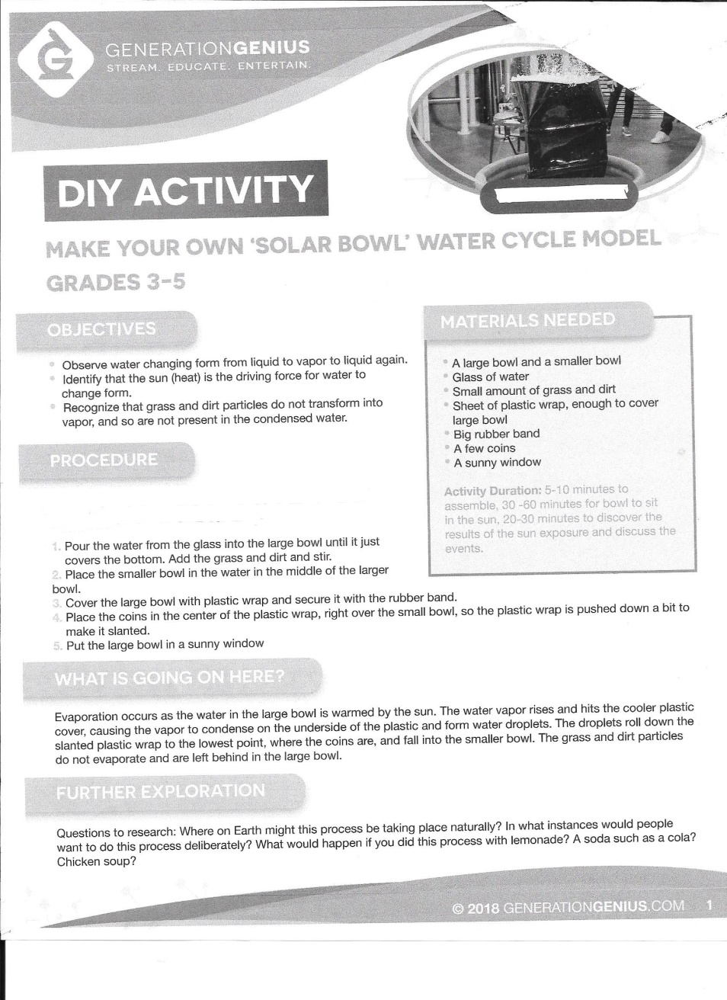 GENERATIONGENIUS
STREAM. EDUCATE. ENTERTAIN.
DIY ACTIVITY
MAKE YOUR OWN ‘SOLAR BOWL’ WATER CYCLE MODEL
GRADES 3-5
OBJECTIVES
• Observe water changing form from liquid to vapor to liquid again.
• Identify that the sun (heat) is the driving force for water to
change form.
• Recognize that grass and dirt particles do not transform into
vapor, and so are not present in the condensed water.
MATERIALS NEEDED
• A large bowl and a smaller bowl
• Glass of water
• Small amount of grass and dirt
• Sheet of plastic wrap, enough to cover
large bowl
• Big rubber band
• A few coins
• A sunny window
Activity Duration: 5-10 minutes to
assemble, 30 -60 minutes for bowl to sit
in the sun, 20-30 minutes to discover the
results of the sun exposure and discuss the
events.
PROCEDURE
1. Pour the water from the glass into the large bowl until it just
covers the bottom. Add the grass and dirt and stir.
2. Place the smaller bowl in the water in the middle of the larger
bowl.
3. Cover the large bowl with plastic wrap and secure it with the rubber band.
4. Place the coins in the center of the plastic wrap, right over the small bowl, so the plastic wrap is pushed down a bit to
make it slanted.
5. Put the large bowl in a sunny window
WHAT IS GOING ON HERE?
Evaporation occurs as the water in the large bowl is warmed by the sun. The water vapor rises and hits the cooler plastic
cover, causing the vapor to condense on the underside of the plastic and form water droplets. The droplets roll down the
slanted plastic wrap to the lowest point, where the coins are, and fall into the smaller bowl. The grass and dirt particles
do not evaporate and are left behind in the large bowl.
FURTHER EXPLORATION
Questions to research: Where on Earth might this process be taking place naturally? In what instances would people
want to do this process deliberately? What would happen if you did this process with lemonade? A soda such as a cola?
Chicken soup?
© 2018 GENERATIONGENIUS.COM 1